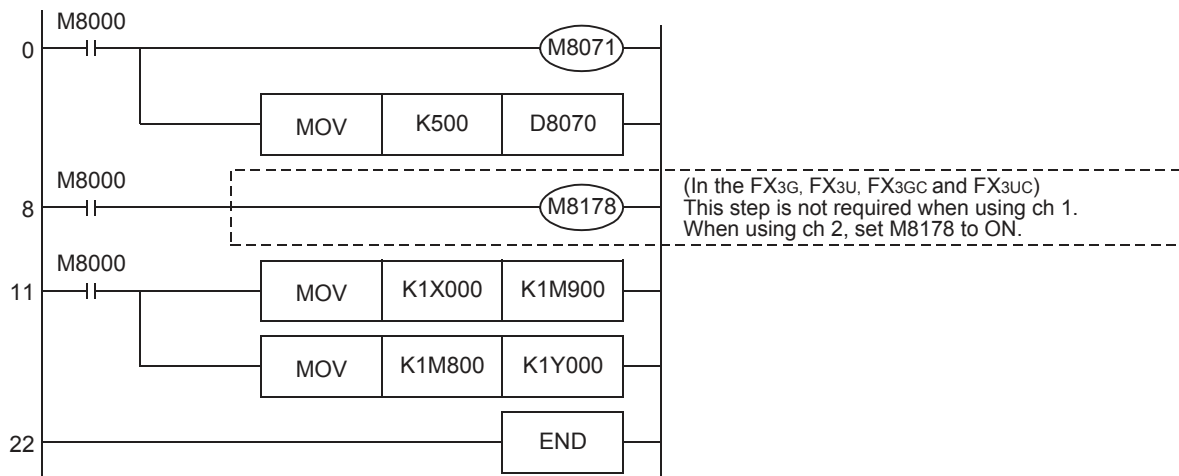 M8000
0 M8071
MOV K500 D8070
M8000
8 M8178
(In the FX3G, FX3U, FX3GC and FX3UC)
This step is not required when using ch 1.
When using ch 2, set M8178 to ON.
M8000
11 MOV K1X000 K1M900
MOV K1M800 K1Y000
22 END